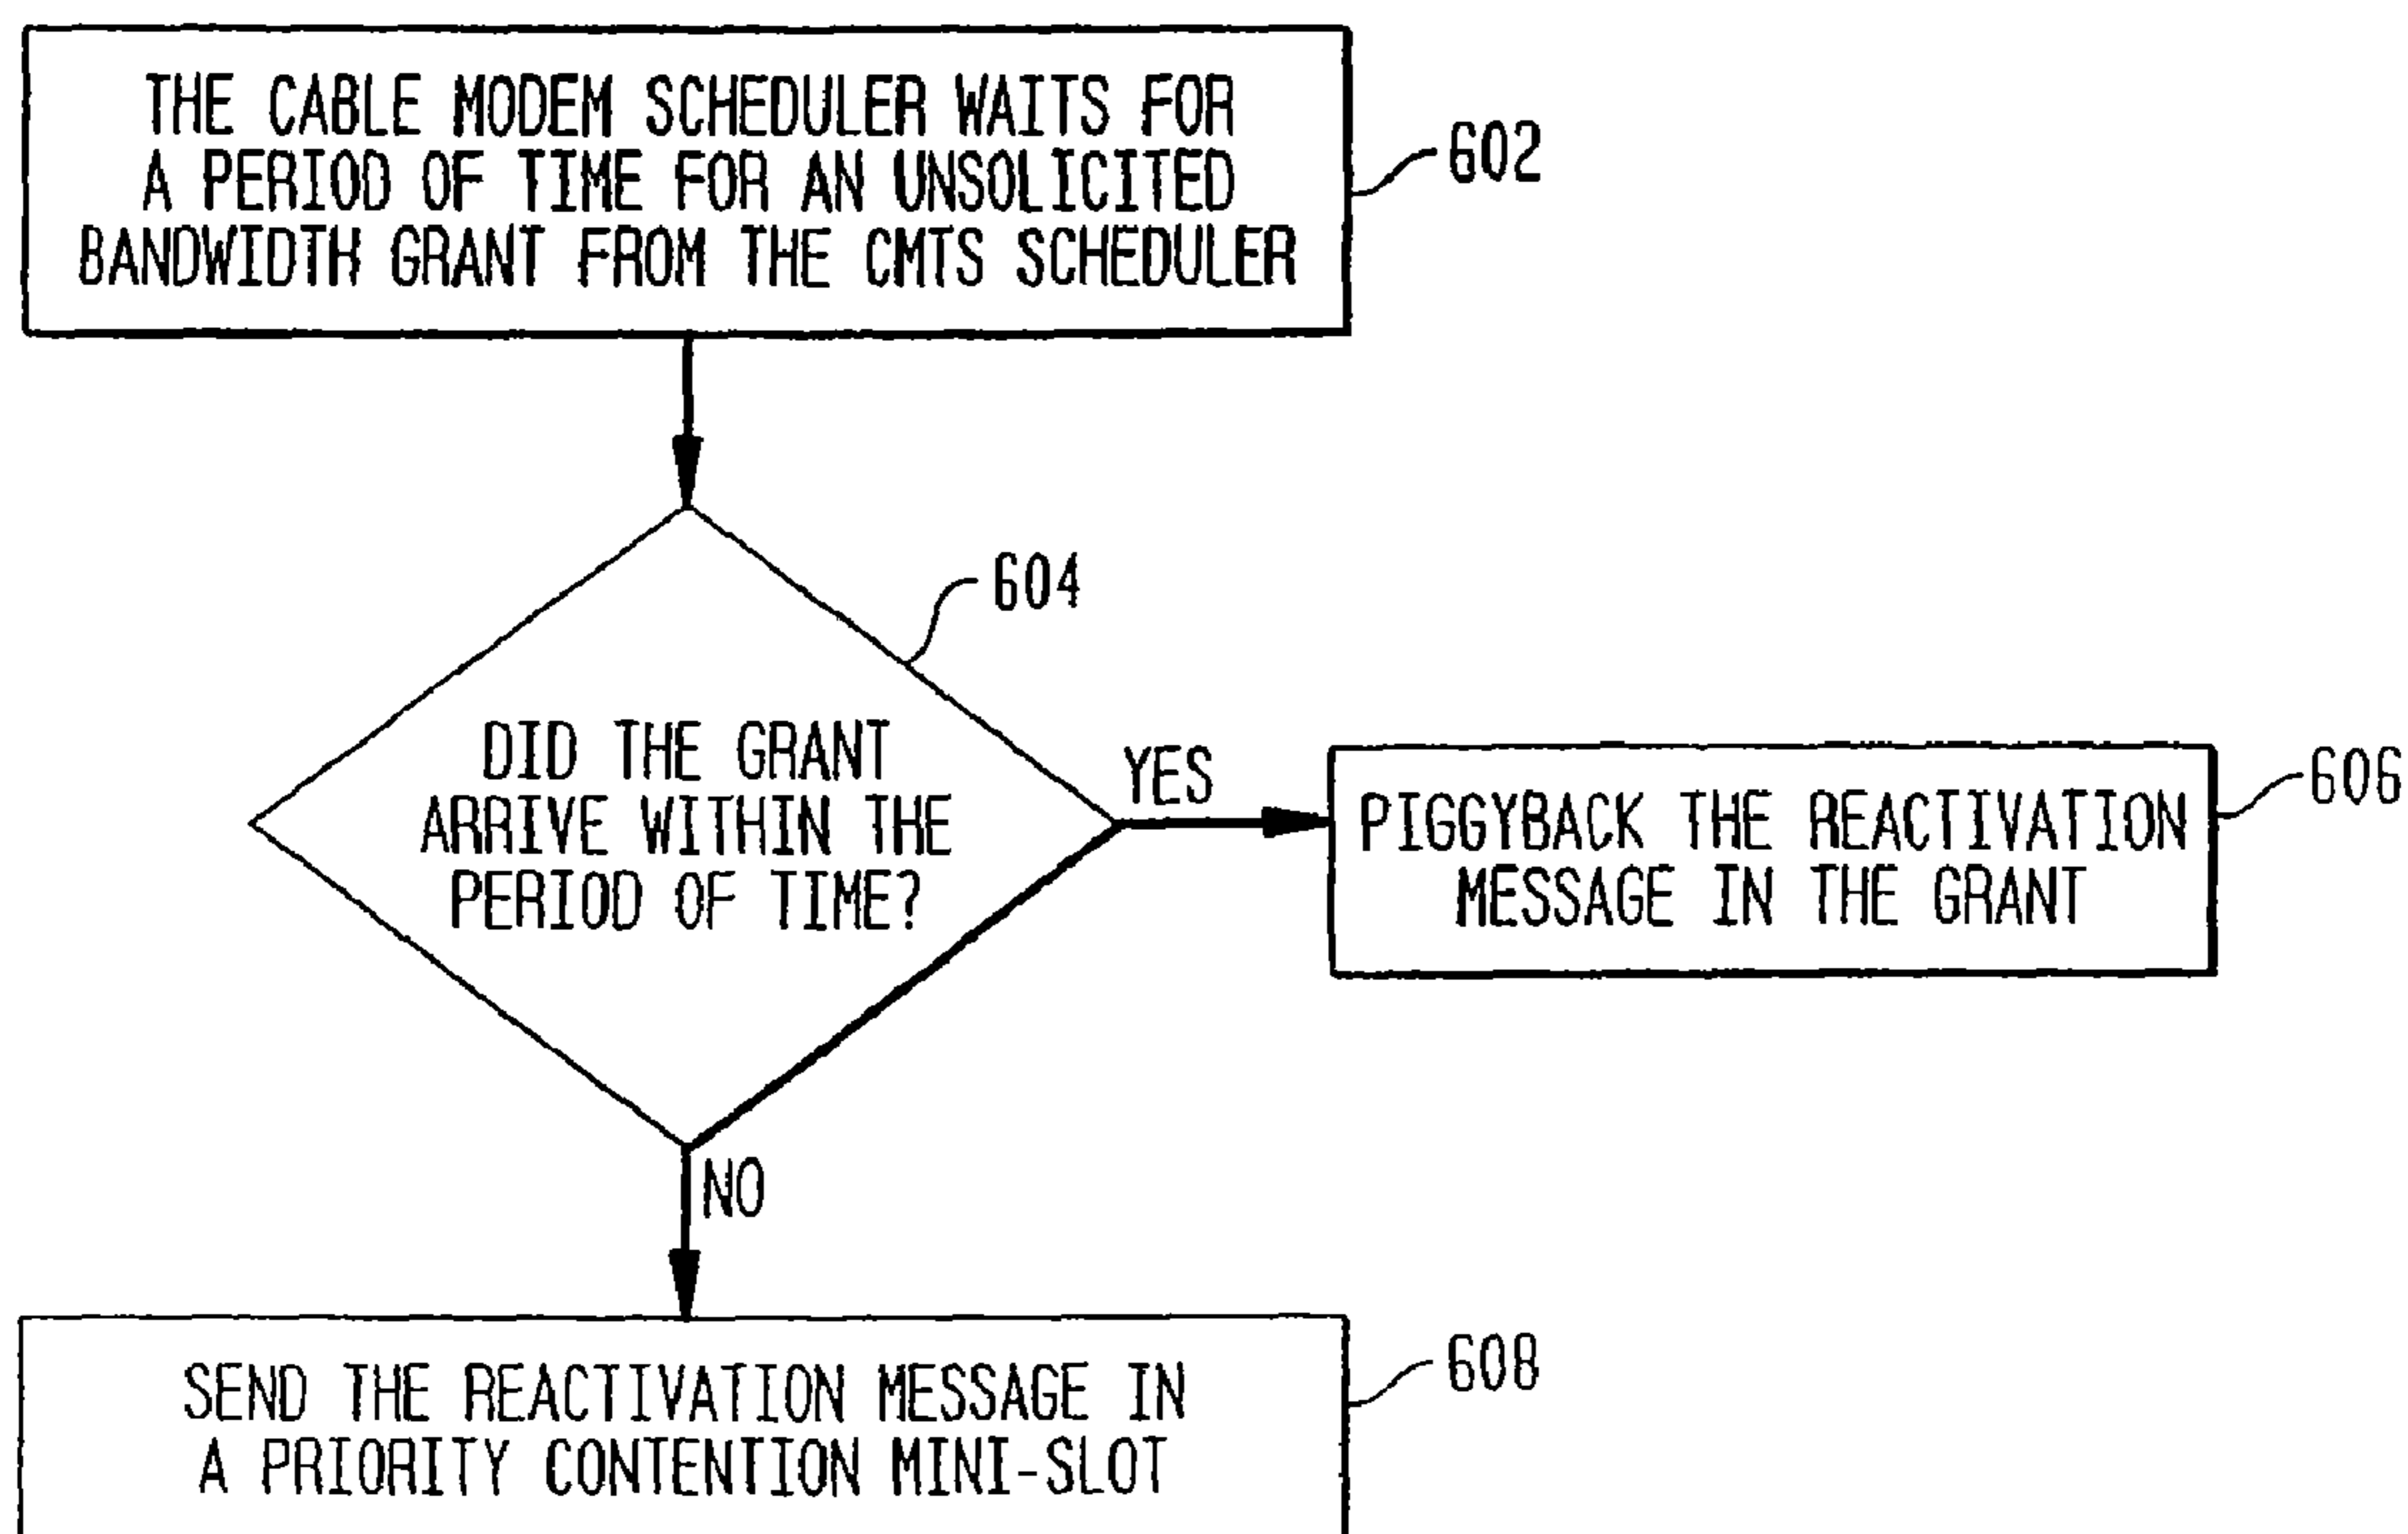 THE CABLE MODEM SCHEDULER WAITS FOR
A PERIOD OF TIME FOR AN UNSOLICITED
BANDWIDTH GRANT FROM THE CMTS SCHEDULER
602
604
DID THE GRANT
ARRIVE WITHIN THE
PERIOD OF TIME?
YES
PIGGYBACK THE REACTIVATION
MESSAGE IN THE GRANT
606
NO
SEND THE REACTIVATION MESSAGE IN
A PRIORITY CONTENTION MINI-SLOT
608